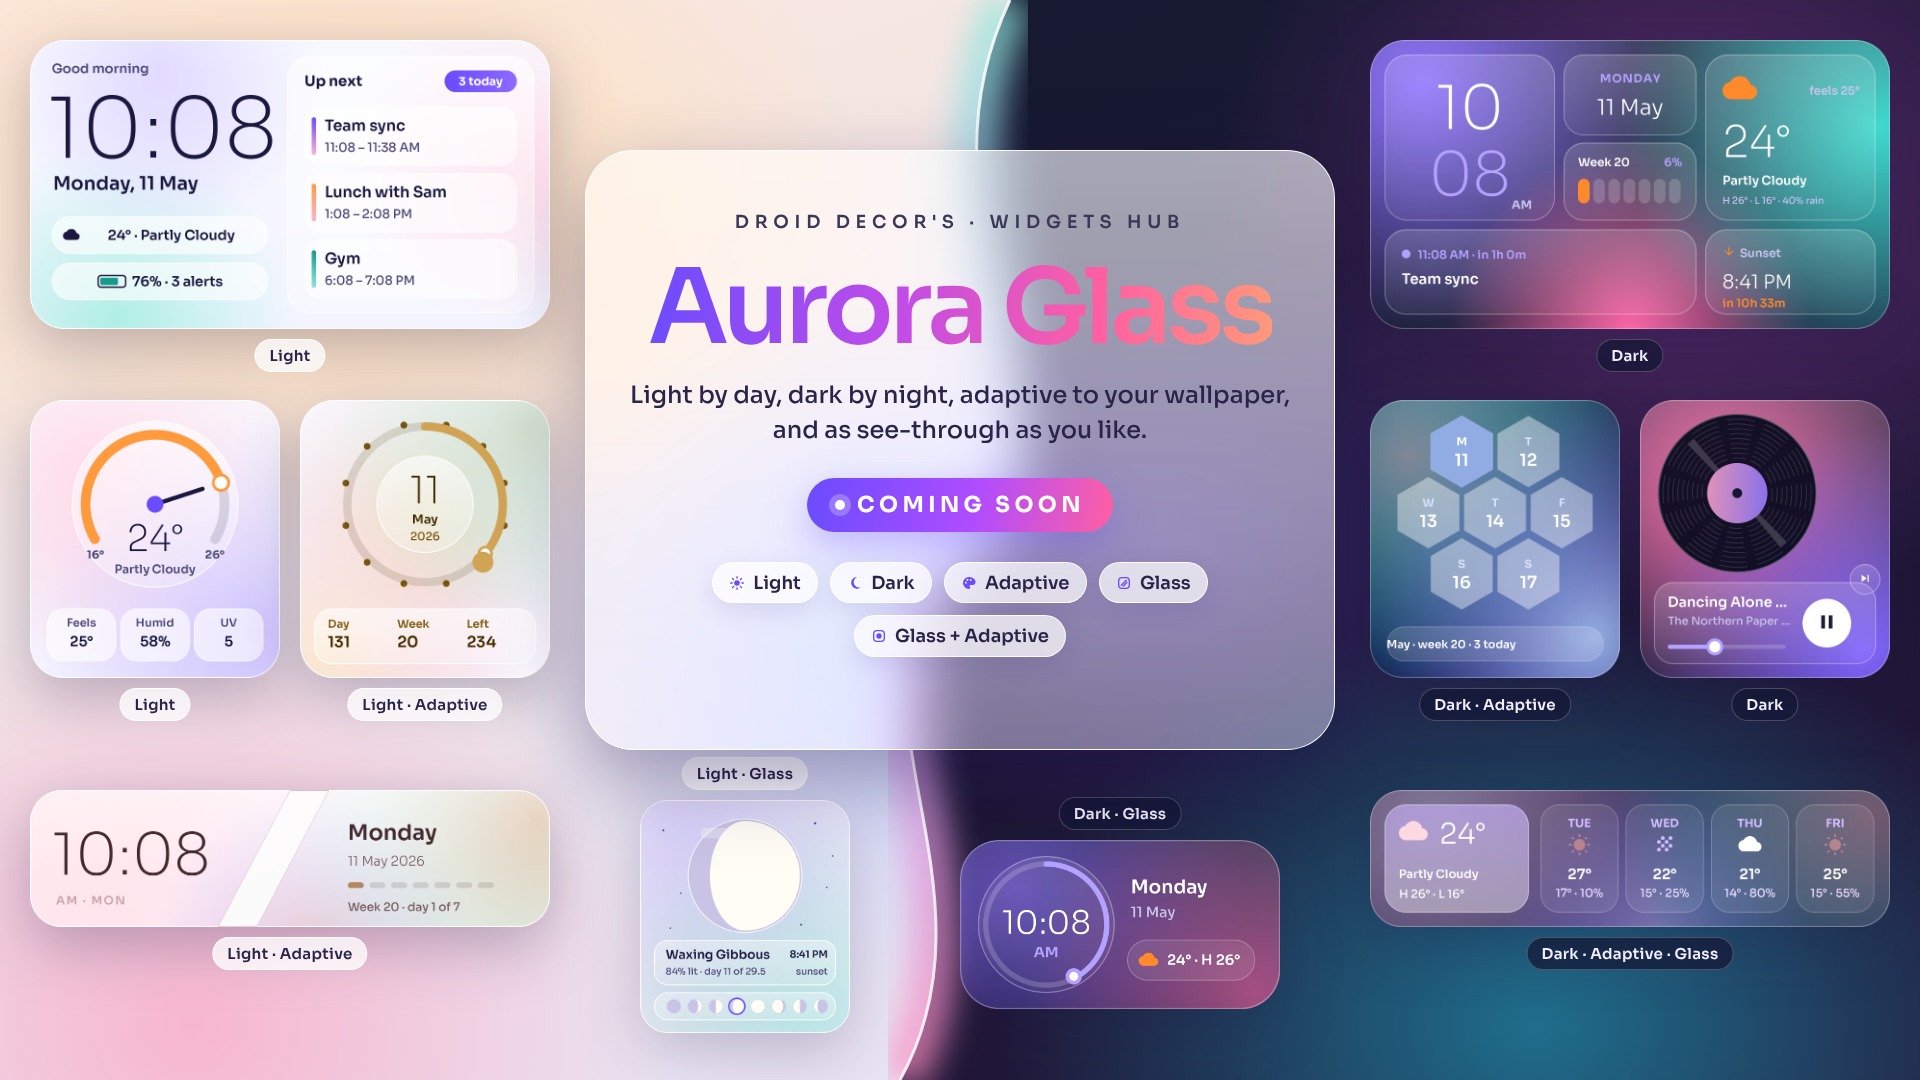 Good morning
10:08
Monday, 11 May
24° · Partly Cloudy
76% · 3 alerts
Up next
3 today
Team sync
11:08 – 11:38 AM
Lunch with Sam
1:08 – 2:08 PM
Gym
6:08 – 7:08 PM
Light
16°
24°
26°
Partly Cloudy
Feels
25°
Humid
58%
UV
5
Light
11
May
2026
Day
131
Week
20
Left
234
Light · Adaptive
10:08
AM · MON
Monday
11 May 2026
Week 20 · day 1 of 7
Light · Adaptive
DROID DECOR'S · WIDGETS HUB
Aurora Glass
Light by day, dark by night, adaptive to your wallpaper,
and as see-through as you like.
COMING SOON
Light
Dark
Adaptive
Glass
Glass + Adaptive
Light · Glass
Waxing Gibbous
84% lit · day 11 of 29.5
8:41 PM
sunset
Dark · Glass
10:08
AM
Monday
11 May
24° · H 26°
10
08
AM
MONDAY
11 May
Week 20
6%
feels 25°
24°
Partly Cloudy
H 26° · L 16° · 40% rain
11:08 AM · in 1h 0m
Team sync
Sunset
8:41 PM
in 10h 33m
Dark
M
11
T
12
W
13
T
14
F
15
S
16
S
17
May · week 20 · 3 today
Dark · Adaptive
Dancing Alone ...
The Northern Paper ...
Dark
24°
Partly Cloudy
H 26° · L 16°
TUE
27°
17° · 10%
WED
22°
15° · 25%
THU
21°
14° · 80%
FRI
25°
15° · 55%
Dark · Adaptive · Glass